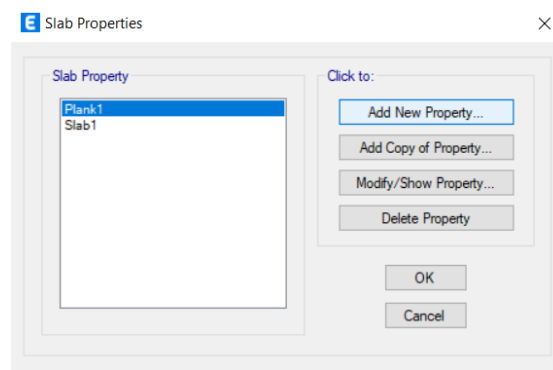 E Slab Properties
Slab Property
Plank1
Slab1
Click to:
Add New Property...
Add Copy of Property...
Modify/Show Property...
Delete Property
OK
Cancel